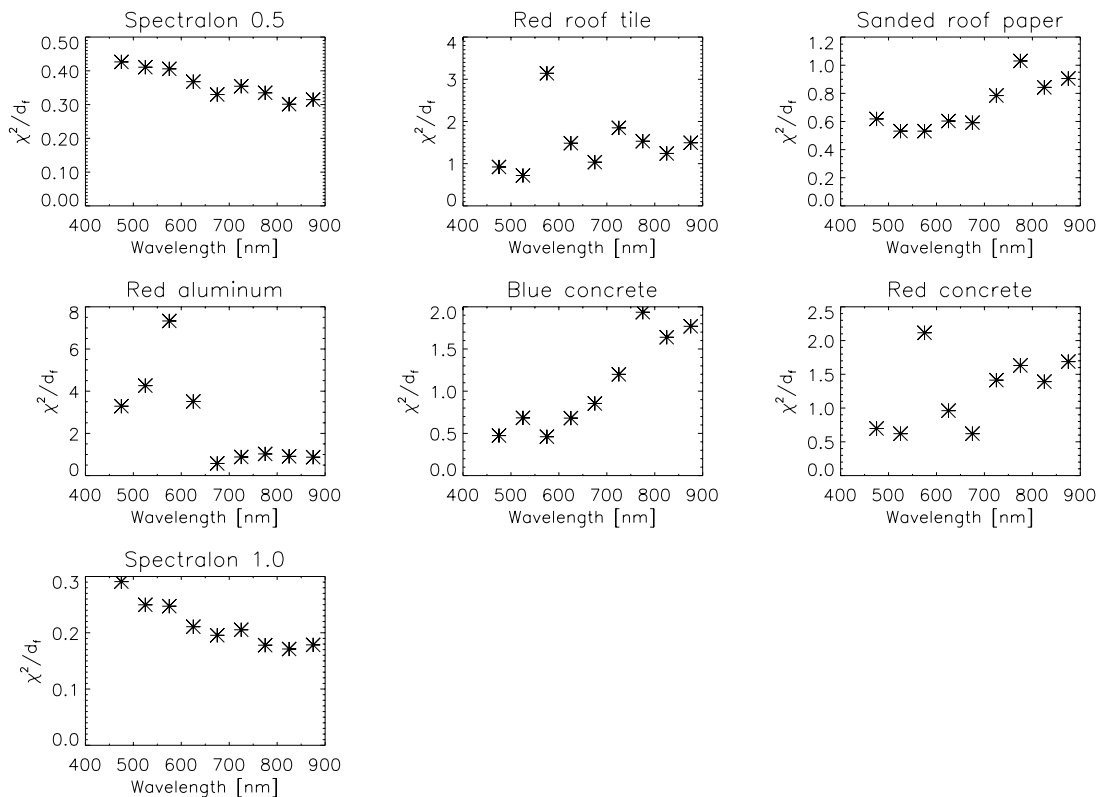 Spectralon 0.5
Red roof tile
Sanded roof paper
0.50
0.40
0.30
0.20
0.10
0.00
χ²/d_f
400 500 600 700 800 900
Wavelength [nm]
4
3
2
1
0
χ²/d_f
400 500 600 700 800 900
Wavelength [nm]
1.2
1.0
0.8
0.6
0.4
0.2
0.0
χ²/d_f
400 500 600 700 800 900
Wavelength [nm]
Red aluminum
Blue concrete
Red concrete
8
6
4
2
0
χ²/d_f
400 500 600 700 800 900
Wavelength [nm]
2.0
1.5
1.0
0.5
0.0
χ²/d_f
400 500 600 700 800 900
Wavelength [nm]
2.5
2.0
1.5
1.0
0.5
0.0
χ²/d_f
400 500 600 700 800 900
Wavelength [nm]
Spectralon 1.0
0.3
0.2
0.1
0.0
χ²/d_f
400 500 600 700 800 900
Wavelength [nm]